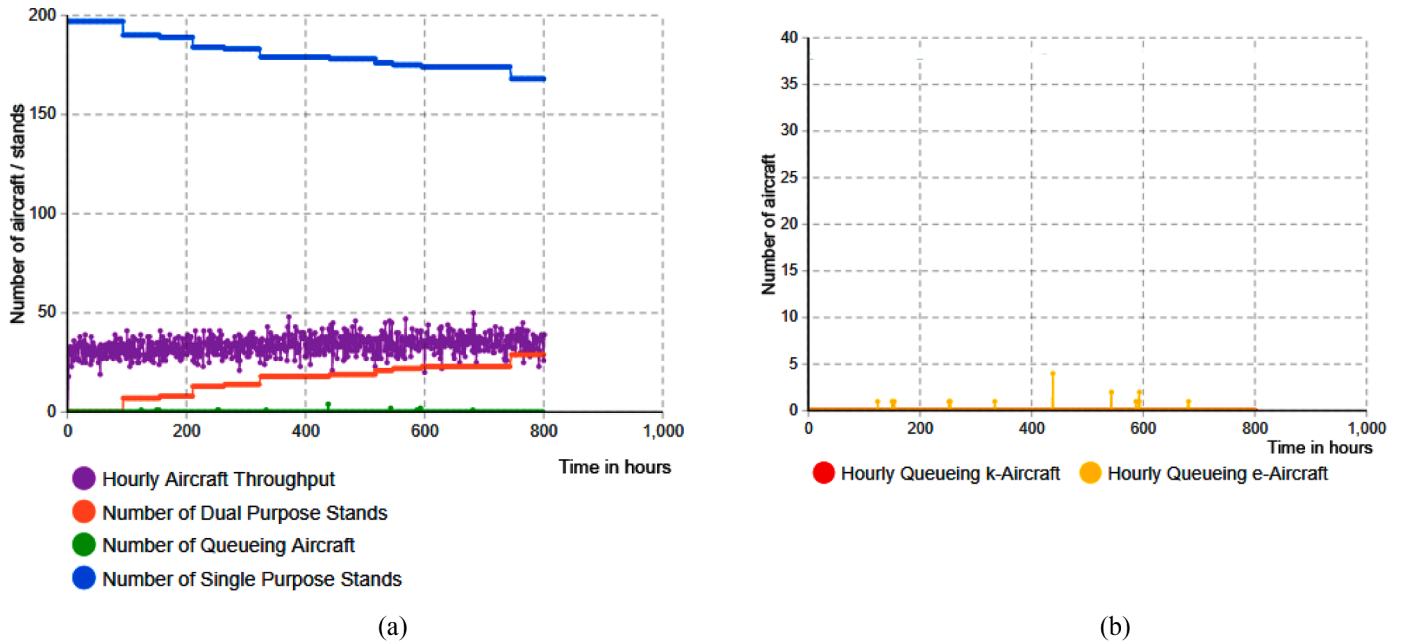 200
150
100
50
0
Number of aircraft / stands
0 200 400 600 800 1,000
Time in hours
Hourly Aircraft Throughput
Number of Dual Purpose Stands
Number of Queueing Aircraft
Number of Single Purpose Stands
(a)
40
35
30
25
20
15
10
5
0
Number of aircraft
0 200 400 600 800 1,000
Time in hours
Hourly Queueing k-Aircraft Hourly Queueing e-Aircraft
(b)